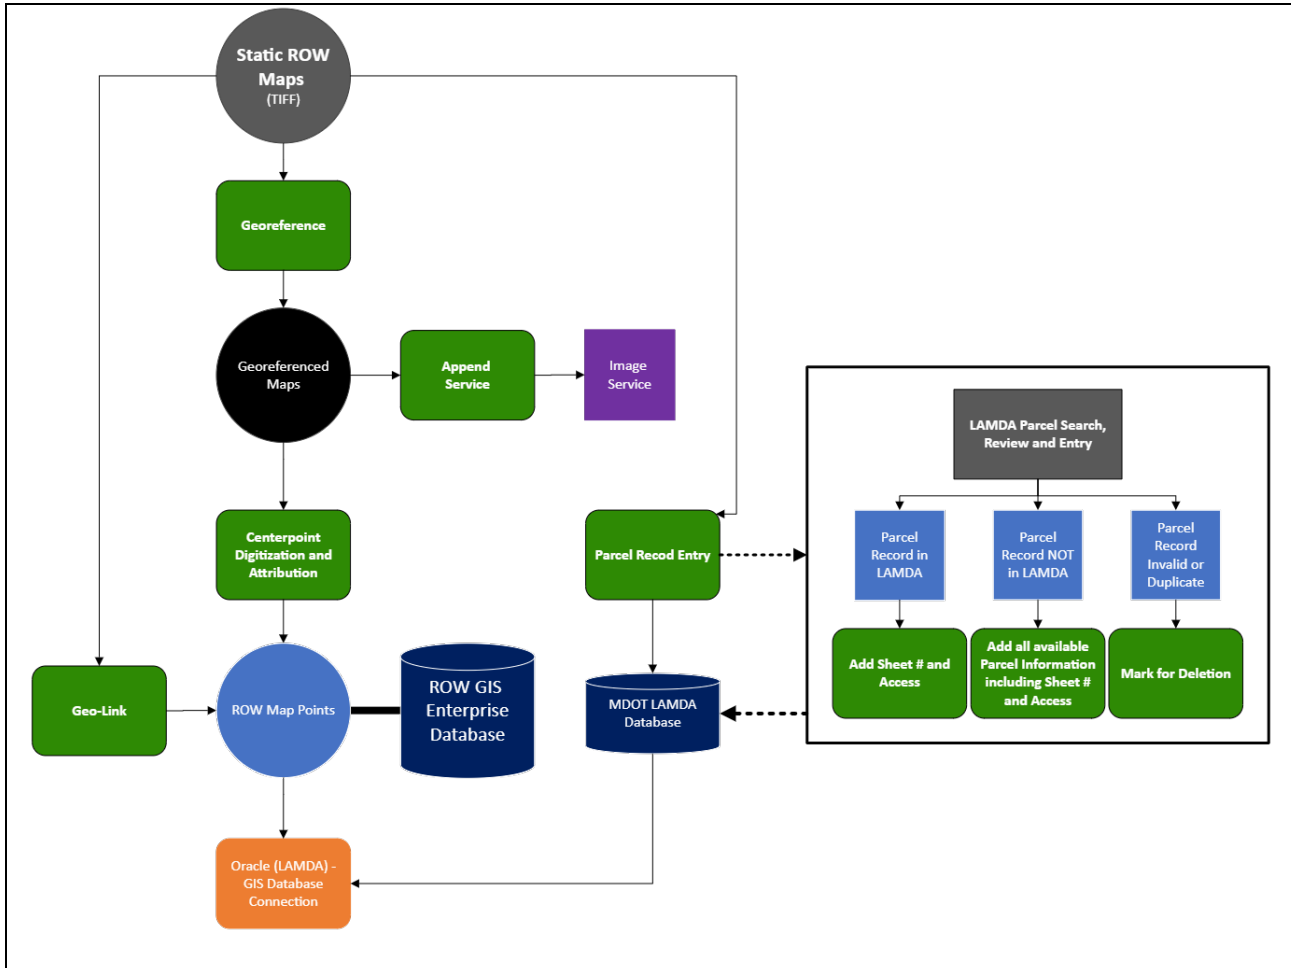 Static ROW
Maps
(TIFF)
Georeference
Georeferenced
Maps
Append
Service
Image
Service
LAMDA Parcel Search,
Review and Entry
Centerpoint
Digitization and
Attribution
Parcel Recod Entry
Parcel
Record in
LAMDA
Parcel
Record NOT
in LAMDA
Parcel
Record
Invalid or
Duplicate
Add Sheet # and
Access
Add all available
Parcel Information
including Sheet #
and Access
Mark for Deletion
Geo-Link
ROW Map Points
ROW GIS
Enterprise
Database
MDOT LAMDA
Database
Oracle (LAMDA) -
GIS Database
Connection